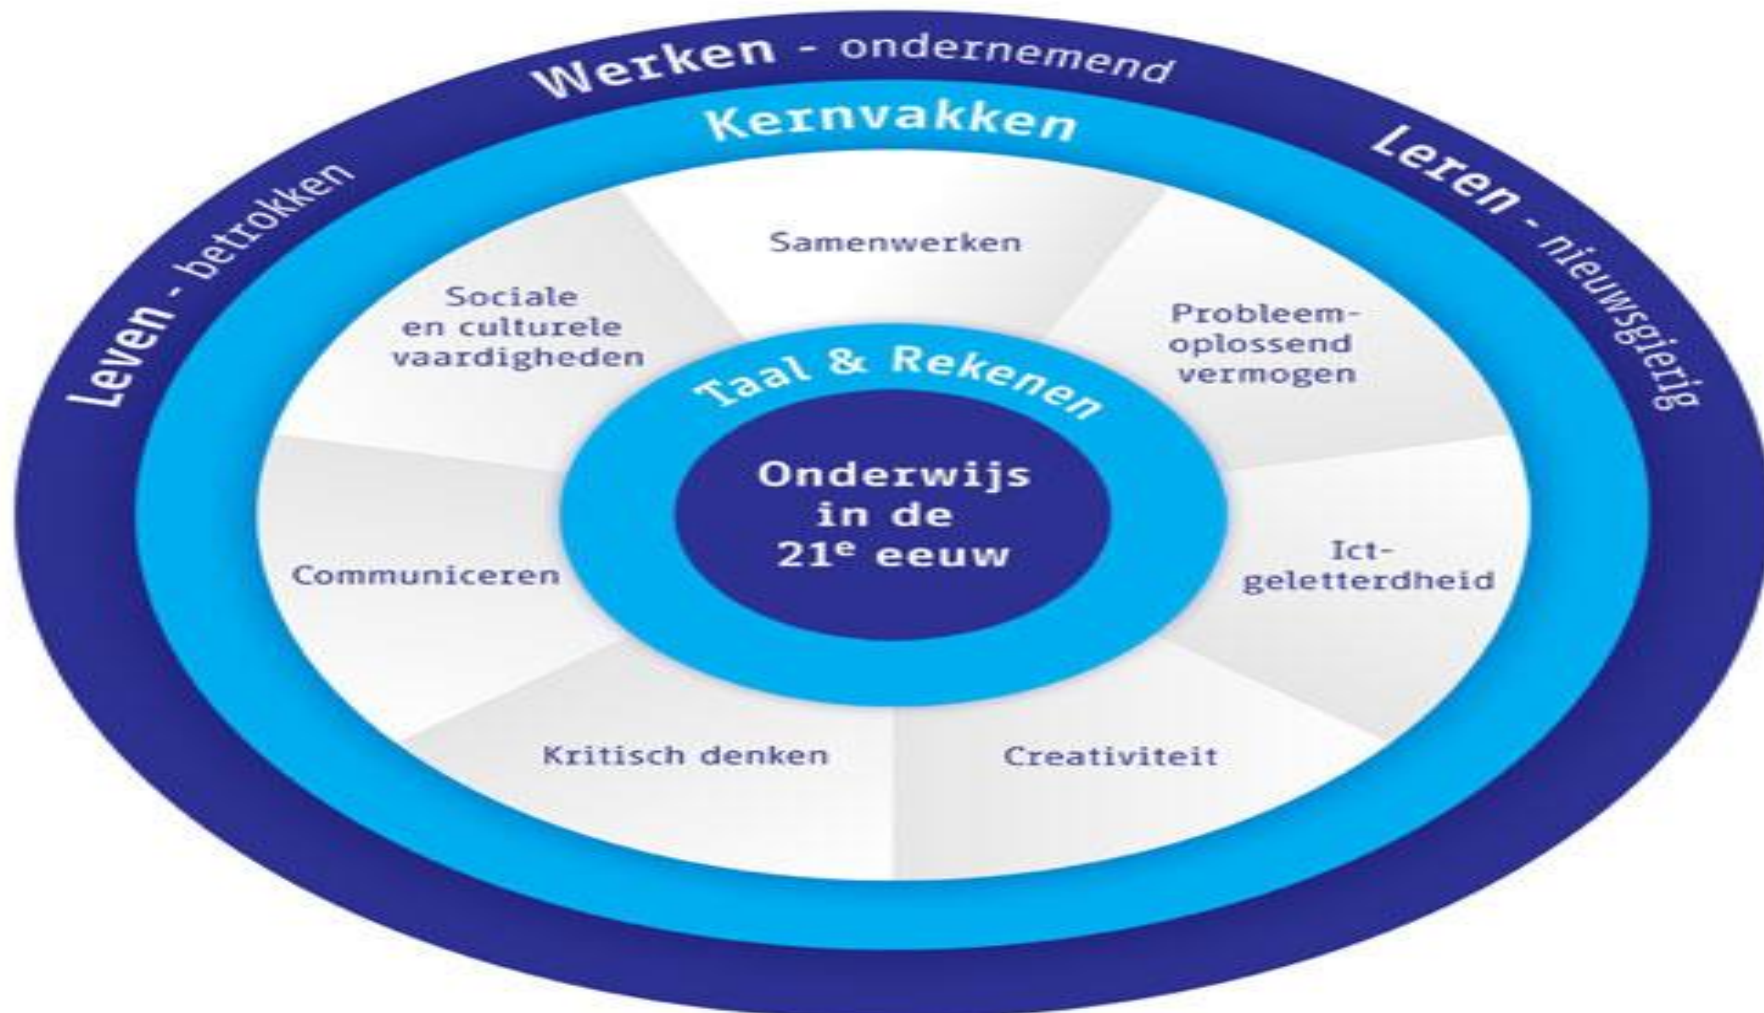 Leven - betrokken
Werken - ondernemend
Leren - nieuwsgierig
Kernvakken
Samenwerken
Probleem-
oplossend
vermogen
Ict-
geletterdheid
Creativiteit
Kritisch denken
Communiceren
Sociale
en culturele
vaardigheden
Taal & Rekenen
Onderwijs
in de
21e eeuw